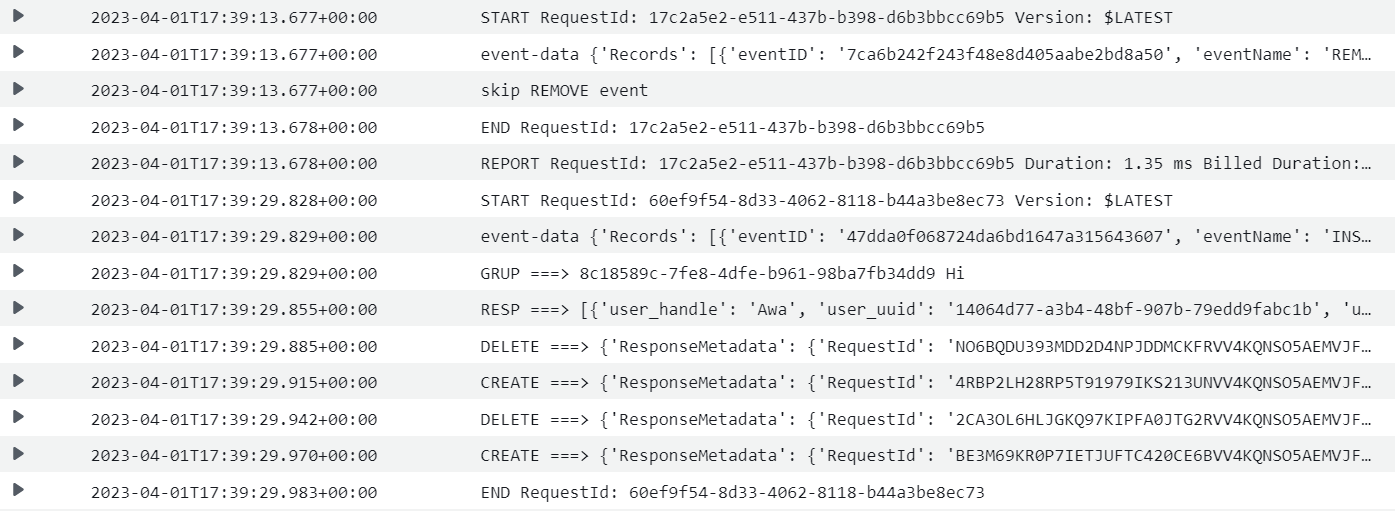 2023-04-01T17:39:13.677+00:00 START RequestId: 17c2a5e2-e511-437b-b398-d6b3bbcc69b5 Version: $LATEST
2023-04-01T17:39:13.677+00:00 event-data {'Records': [{'eventID': '7ca6b242f243f48e8d405aabe2bd8a50', 'eventName': 'REM…
2023-04-01T17:39:13.677+00:00 skip REMOVE event
2023-04-01T17:39:13.678+00:00 END RequestId: 17c2a5e2-e511-437b-b398-d6b3bbcc69b5
2023-04-01T17:39:13.678+00:00 REPORT RequestId: 17c2a5e2-e511-437b-b398-d6b3bbcc69b5 Duration: 1.35 ms Billed Duration:…
2023-04-01T17:39:29.828+00:00 START RequestId: 60ef9f54-8d33-4062-8118-b44a3be8ec73 Version: $LATEST
2023-04-01T17:39:29.829+00:00 event-data {'Records': [{'eventID': '47dda0f068724da6bd1647a315643607', 'eventName': 'INS…
2023-04-01T17:39:29.829+00:00 GRUP ===> 8c18589c-7fe8-4dfe-b961-98ba7fb34dd9 Hi
2023-04-01T17:39:29.855+00:00 RESP ===> [{'user_handle': 'Awa', 'user_uuid': '14064d77-a3b4-48bf-907b-79edd9fabc1b', 'u…
2023-04-01T17:39:29.885+00:00 DELETE ===> {'ResponseMetadata': {'RequestId': 'NO6BQDU393MDD2D4NPJDDMCKFRVV4KQNSO5AEMVJF…
2023-04-01T17:39:29.915+00:00 CREATE ===> {'ResponseMetadata': {'RequestId': '4RBP2LH28RP5T91979IKS213UNVV4KQNSO5AEMVJF…
2023-04-01T17:39:29.942+00:00 DELETE ===> {'ResponseMetadata': {'RequestId': '2CA3OL6HLJGKQ97KIPFA0JTG2RVV4KQNSO5AEMVJF…
2023-04-01T17:39:29.970+00:00 CREATE ===> {'ResponseMetadata': {'RequestId': 'BE3M69KR0P7IETJUFTC420CE6BVV4KQNSO5AEMVJF…
2023-04-01T17:39:29.983+00:00 END RequestId: 60ef9f54-8d33-4062-8118-b44a3be8ec73